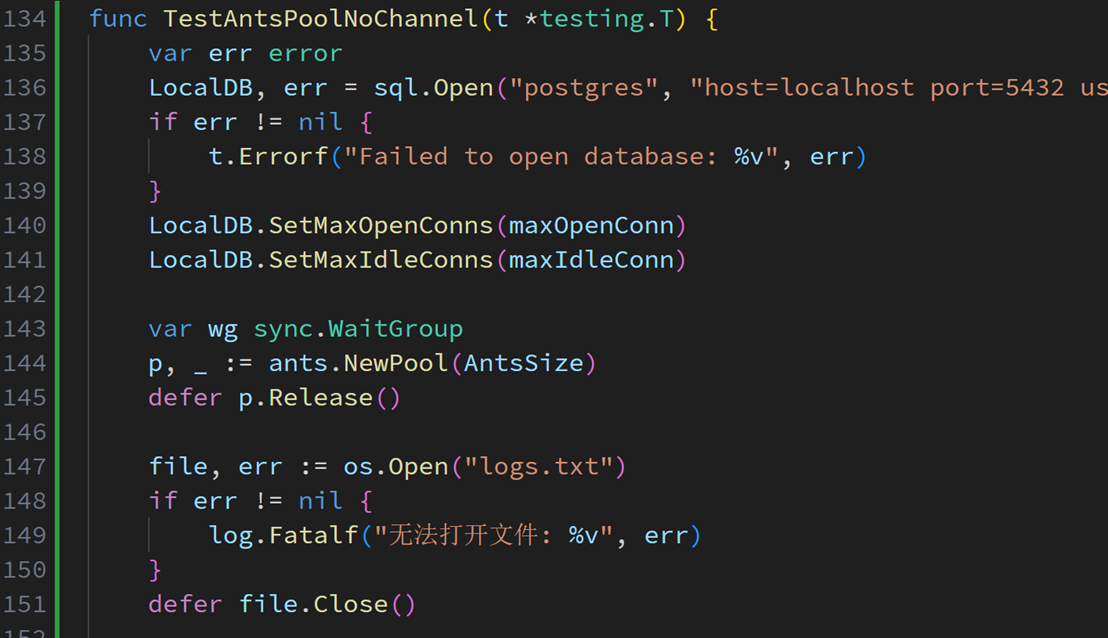 134 func TestAntsPoolNoChannel(t *testing.T) {
135 var err error
136 LocalDB, err = sql.Open("postgres", "host=localhost port=5432 us
137 if err != nil {
138 t.Errorf("Failed to open database: %v", err)
139 }
140 LocalDB.SetMaxOpenConns(maxOpenConn)
141 LocalDB.SetMaxIdleConns(maxIdleConn)
142
143 var wg sync.WaitGroup
144 p, _ := ants.NewPool(AntsSize)
145 defer p.Release()
146
147 file, err := os.Open("logs.txt")
148 if err != nil {
149 log.Fatalf("无法打开文件: %v", err)
150 }
151 defer file.Close()